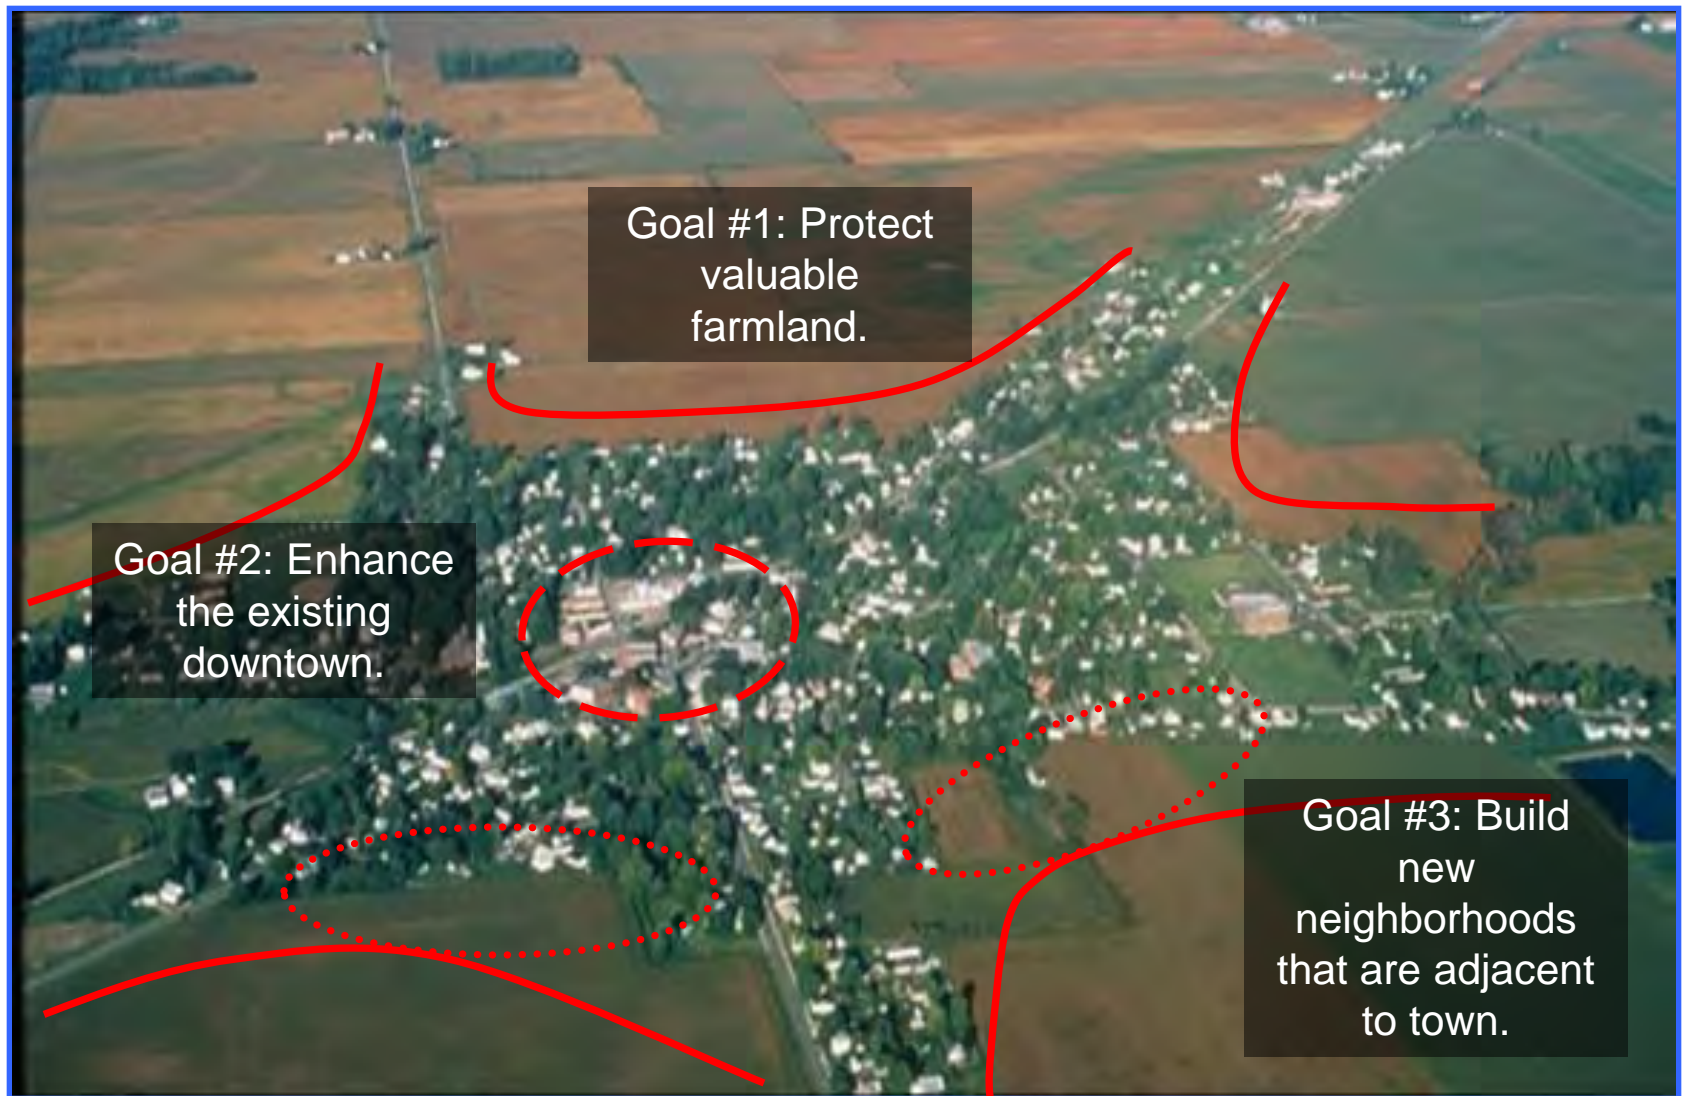 Goal #1: Protect
valuable
farmland.
Goal #2: Enhance
the existing
downtown.
Goal #3: Build
new
neighborhoods
that are adjacent
to town.